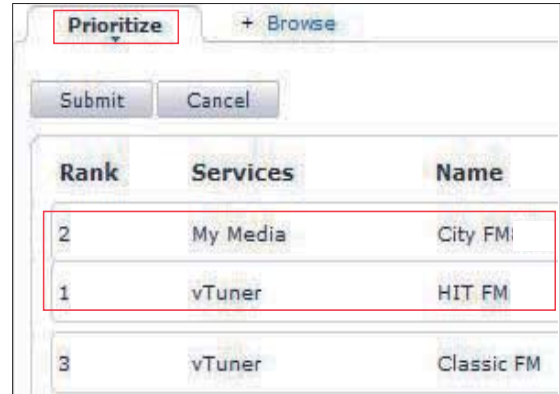 Prioritize + Browse
Submit Cancel
Rank Services Name
2 My Media City FM
1 vTuner HIT FM
3 vTuner Classic FM